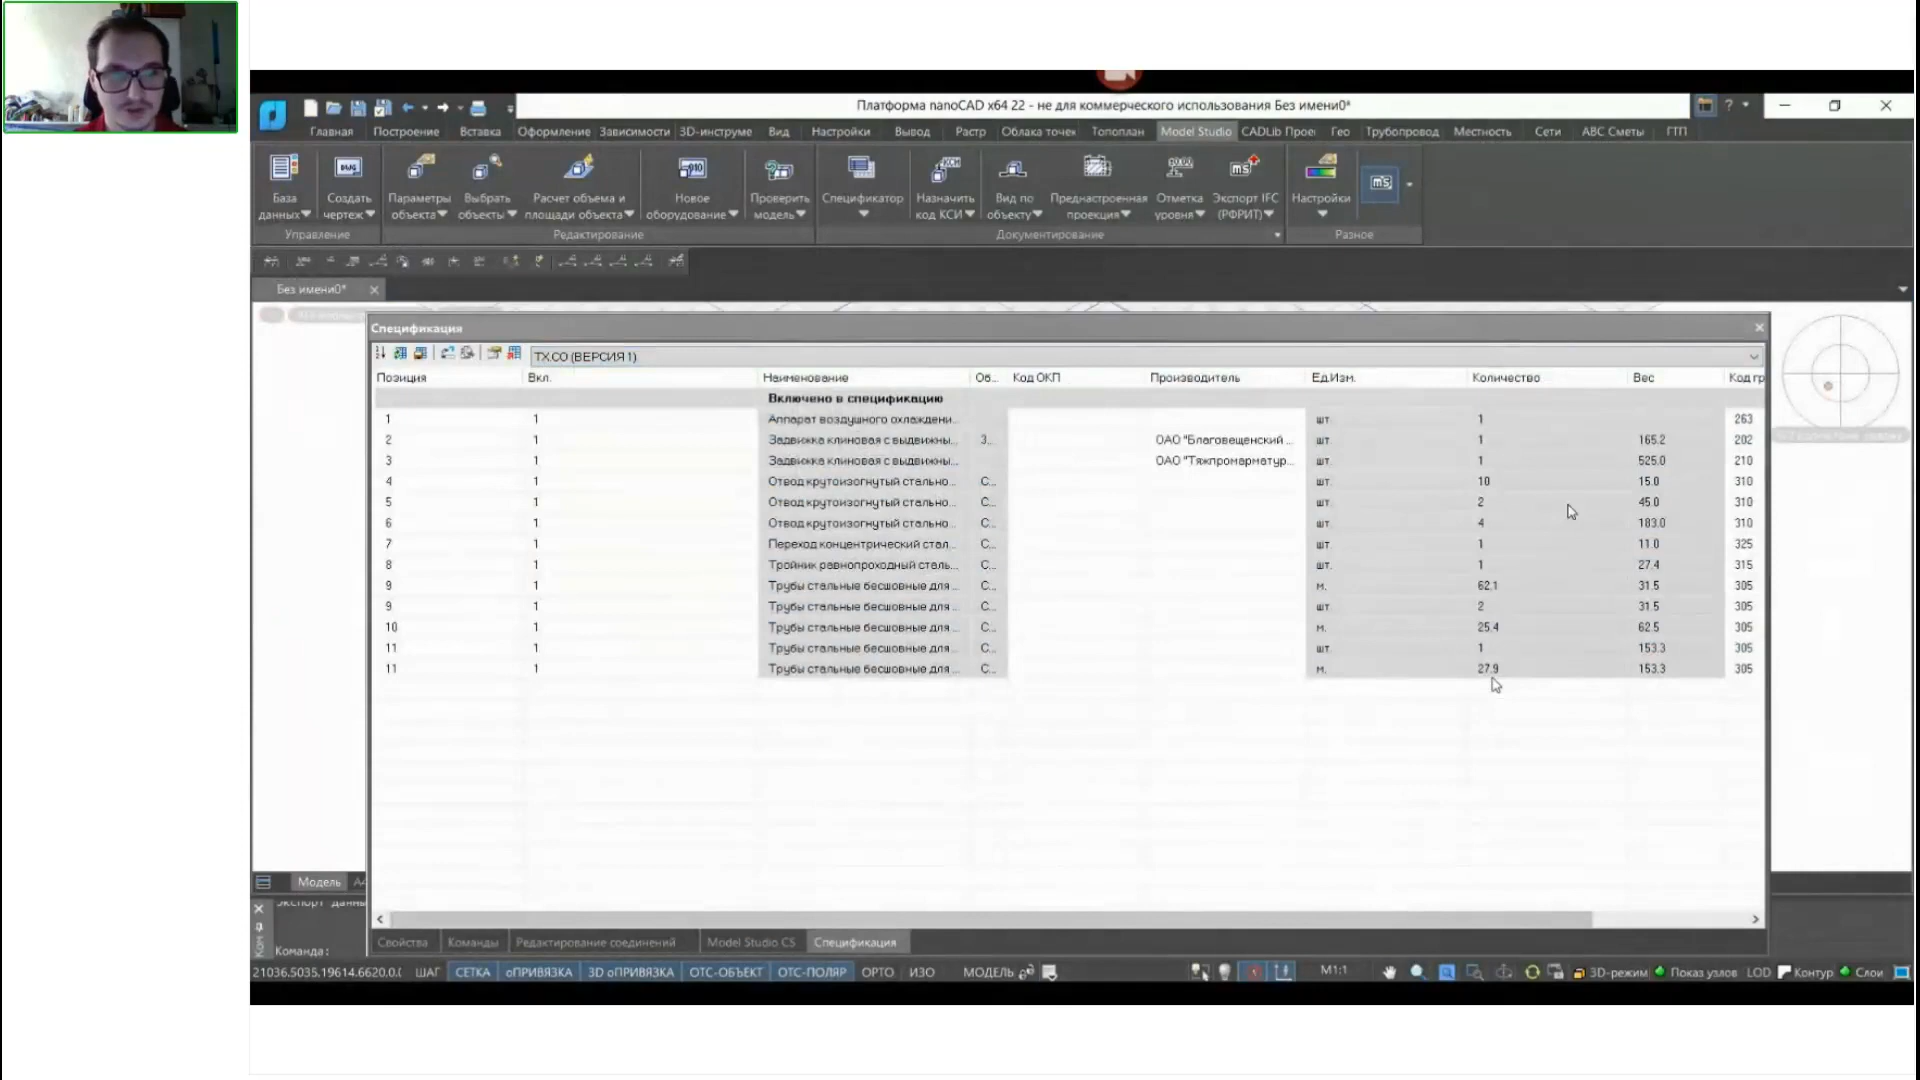 Платформа nanoCAD x64 22 - не для коммерческого использования Без имени0*
Главная Построение Вставка Оформление Зависимости 3D-инструме Вид Настройки Вывод Растр Облака точек Топоплан Model Studio CADLib Проек Гео Трубопровод Местность Сети ABC Сметы ГТП
База данных Создать чертеж Параметры объекта Выбрать объекты Расчет объема и площади объекта Новое оборудование Проверить модель Спецификатор Назначить код КСИ Вид по объекту Преднастроенная проекция Отметка уровня Экспорт IFC (РФРИТ) Настройки
Управление Редактирование Документирование Разное
Без имени0*
Спецификация
ТХ.СО (ВЕРСИЯ 1)
Позиция Вкл. Наименование Об... Код ОКП Производитель Ед.Изм. Количество Вес Код гр
Включено в спецификацию
1 1 Аппарат воздушного охлаждени... шт. 1 263
2 1 Задвижка клиновая с выдвижны... З... ОАО "Благовещенский ... шт. 1 165.2 202
3 1 Задвижка клиновая с выдвижны... ОАО "Тяжпромарматур... шт. 1 525.0 210
4 1 Отвод крутоизогнутый стально... С... шт. 10 15.0 310
5 1 Отвод крутоизогнутый стально... С... шт. 2 45.0 310
6 1 Отвод крутоизогнутый стально... С... шт. 4 183.0 310
7 1 Переход концентрический стал... С... шт. 1 11.0 325
8 1 Тройник равнопроходный сталь... С... шт. 1 27.4 315
9 1 Трубы стальные бесшовные для ... С... м. 62.1 31.5 305
9 1 Трубы стальные бесшовные для ... С... шт. 2 31.5 305
10 1 Трубы стальные бесшовные для ... С... м. 25.4 62.5 305
11 1 Трубы стальные бесшовные для ... С... шт. 1 153.3 305
11 1 Трубы стальные бесшовные для ... С... м. 27.9 153.3 305
Модель
Команда:
Свойства Команды Редактирование соединений Model Studio CS Спецификация
ШАГ СЕТКА оПРИВЯЗКА 3D оПРИВЯЗКА ОТС-ОБЪЕКТ ОТС-ПОЛЯР ОРТО ИЗО МОДЕЛЬ М1:1 3D-режим Показ узлов LOD Контур Слои